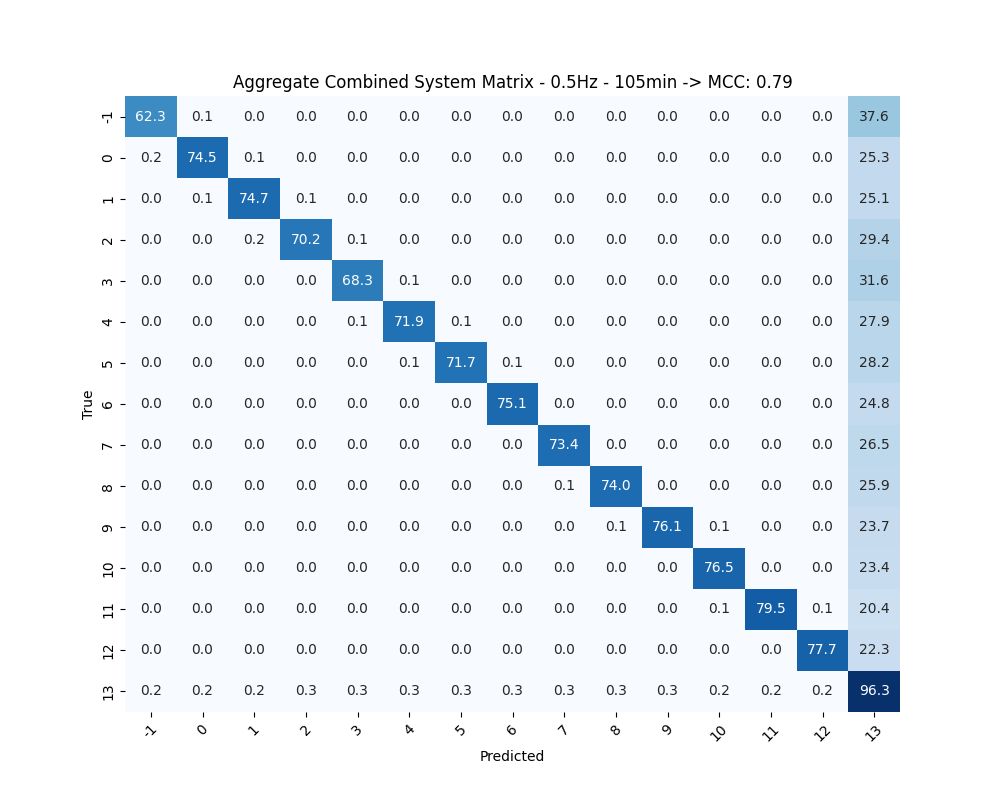 Aggregate Combined System Matrix - 0.5Hz - 105min -> MCC: 0.79
-1 62.3 0.1 0.0 0.0 0.0 0.0 0.0 0.0 0.0 0.0 0.0 0.0 0.0 0.0 37.6
0 0.2 74.5 0.1 0.0 0.0 0.0 0.0 0.0 0.0 0.0 0.0 0.0 0.0 0.0 25.3
1 0.0 0.1 74.7 0.1 0.0 0.0 0.0 0.0 0.0 0.0 0.0 0.0 0.0 0.0 25.1
2 0.0 0.0 0.2 70.2 0.1 0.0 0.0 0.0 0.0 0.0 0.0 0.0 0.0 0.0 29.4
3 0.0 0.0 0.0 0.0 68.3 0.1 0.0 0.0 0.0 0.0 0.0 0.0 0.0 0.0 31.6
4 0.0 0.0 0.0 0.0 0.1 71.9 0.1 0.0 0.0 0.0 0.0 0.0 0.0 0.0 27.9
5 0.0 0.0 0.0 0.0 0.0 0.1 71.7 0.1 0.0 0.0 0.0 0.0 0.0 0.0 28.2
True
6 0.0 0.0 0.0 0.0 0.0 0.0 0.0 75.1 0.0 0.0 0.0 0.0 0.0 0.0 24.8
7 0.0 0.0 0.0 0.0 0.0 0.0 0.0 0.0 73.4 0.0 0.0 0.0 0.0 0.0 26.5
8 0.0 0.0 0.0 0.0 0.0 0.0 0.0 0.0 0.1 74.0 0.0 0.0 0.0 0.0 25.9
9 0.0 0.0 0.0 0.0 0.0 0.0 0.0 0.0 0.0 0.1 76.1 0.1 0.0 0.0 23.7
10 0.0 0.0 0.0 0.0 0.0 0.0 0.0 0.0 0.0 0.0 0.0 76.5 0.0 0.0 23.4
11 0.0 0.0 0.0 0.0 0.0 0.0 0.0 0.0 0.0 0.0 0.0 0.1 79.5 0.1 20.4
12 0.0 0.0 0.0 0.0 0.0 0.0 0.0 0.0 0.0 0.0 0.0 0.0 0.0 77.7 22.3
13 0.2 0.2 0.2 0.3 0.3 0.3 0.3 0.3 0.3 0.3 0.3 0.2 0.2 0.2 96.3
-1 0 1 2 3 4 5 6 7 8 9 10 11 12 13
Predicted